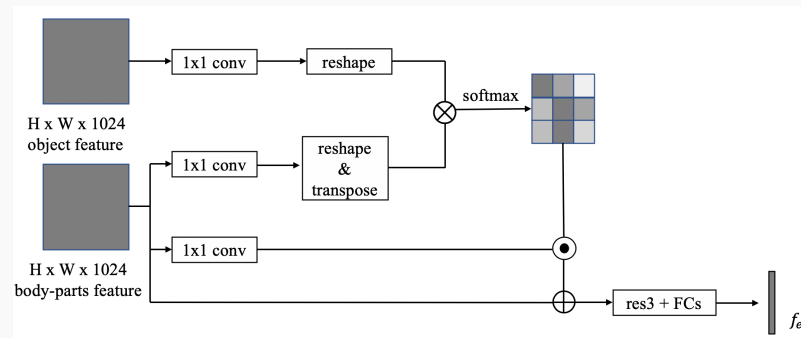 1x1 conv
reshape
softmax
H x W x 1024
object feature
1x1 conv
reshape
&
transpose
1x1 conv
H x W x 1024
body-parts feature
res3 + FCs
fe